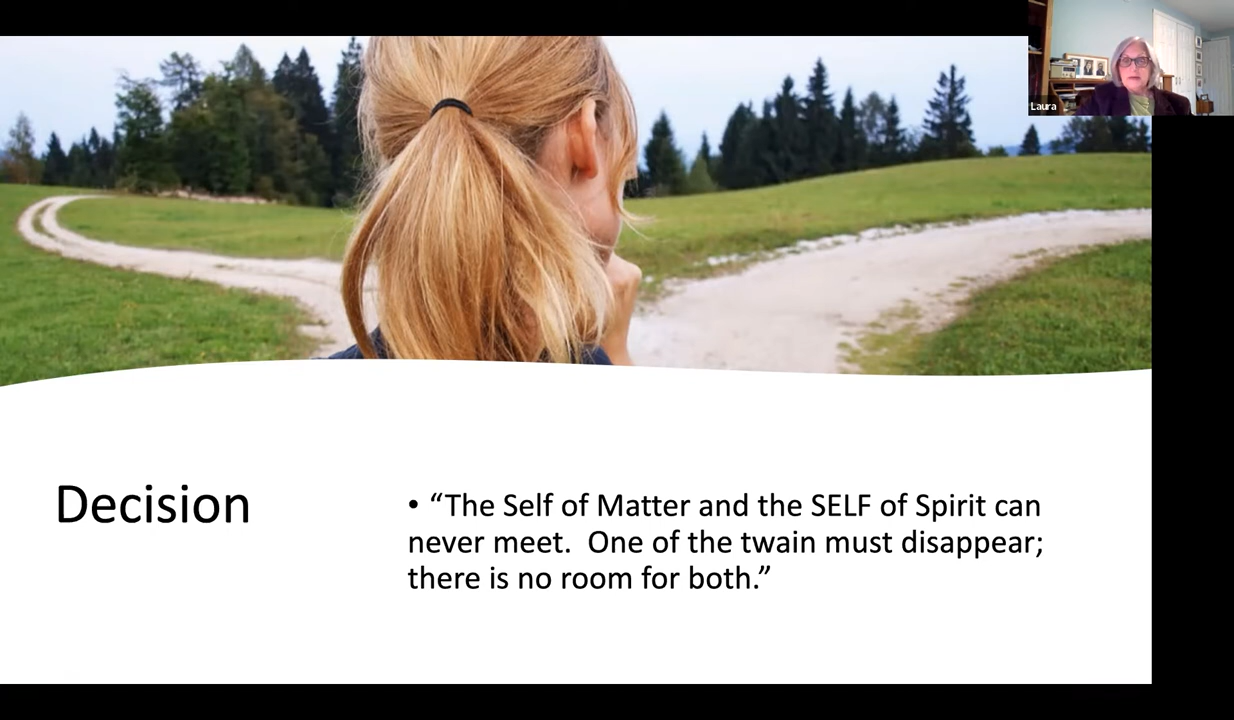 Laura
Decision
• “The Self of Matter and the SELF of Spirit can
never meet.  One of the twain must disappear;
there is no room for both.”